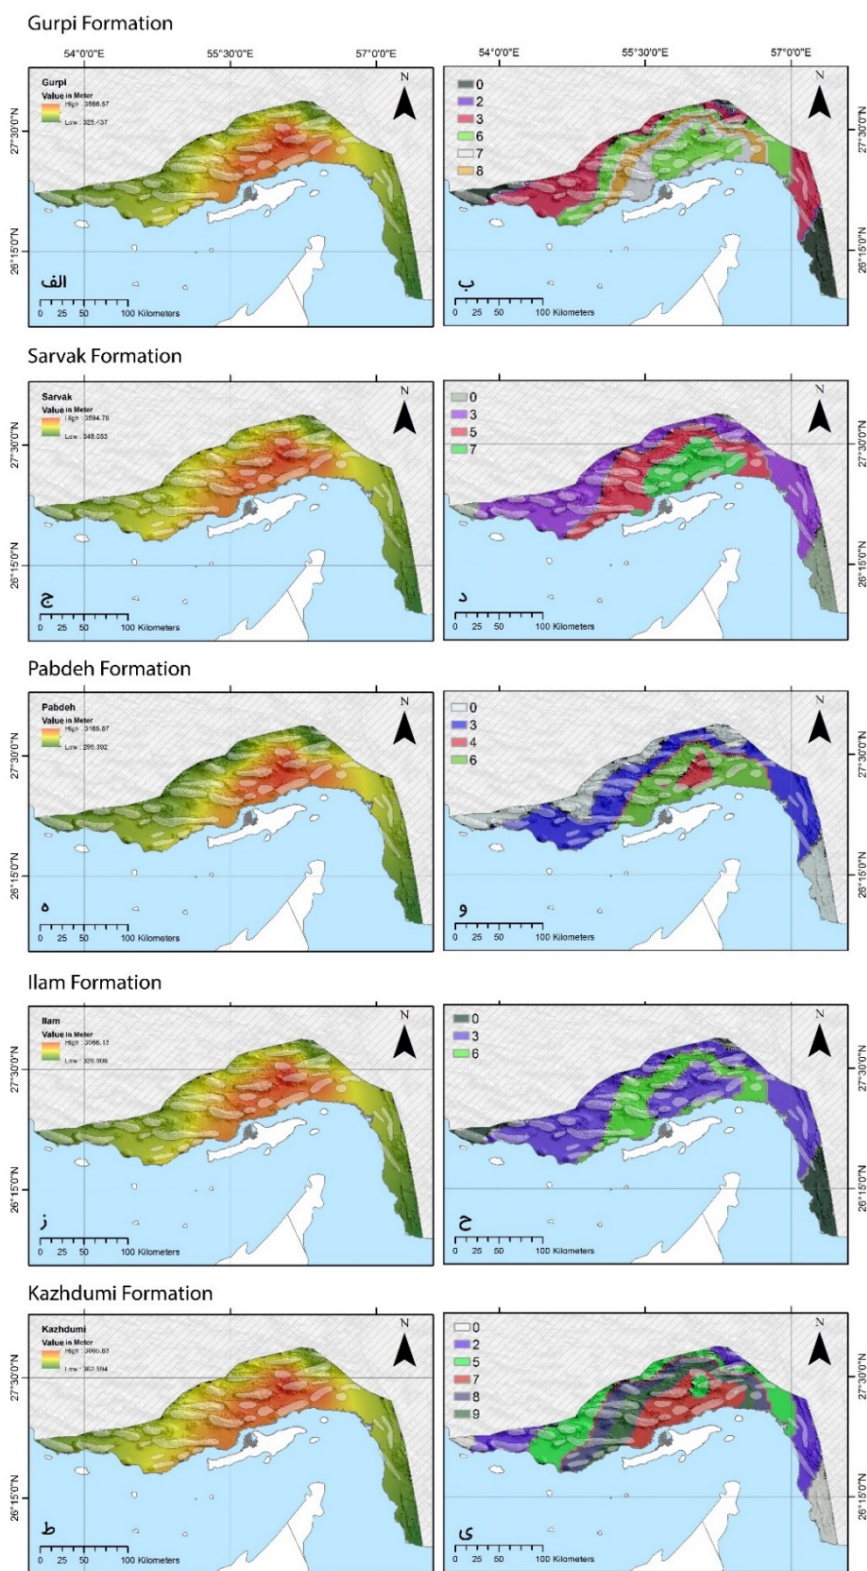 Gurpi Formation
54°0'0"E 55°30'0"E 57°0'0"E 54°0'0"E 55°30'0"E 57°0'0"E
Gurpi
Value in Meter
N
27°30'0"N
26°15'0"N
الف
0 25 50 100 Kilometers
0
2
3
6
7
8
N
27°30'0"N
26°15'0"N
ب
0 25 50 100 Kilometers
Sarvak Formation
Sarvak
Value in Meter
N
27°30'0"N
26°15'0"N
ج
0 25 50 100 Kilometers
0
3
5
7
N
27°30'0"N
26°15'0"N
د
0 25 50 100 Kilometers
Pabdeh Formation
Pabdeh
Value in Meter
N
27°30'0"N
26°15'0"N
ه
0 25 50 100 Kilometers
0
3
4
6
N
27°30'0"N
26°15'0"N
و
0 25 50 100 Kilometers
Ilam Formation
Ilam
Value in Meter
N
27°30'0"N
26°15'0"N
ز
0 25 50 100 Kilometers
0
3
6
N
27°30'0"N
26°15'0"N
ح
0 25 50 100 Kilometers
Kazhdumi Formation
Kazhdumi
Value in Meter
N
27°30'0"N
26°15'0"N
ط
0 25 50 100 Kilometers
0
2
5
7
8
9
N
27°30'0"N
26°15'0"N
ی
0 25 50 100 Kilometers